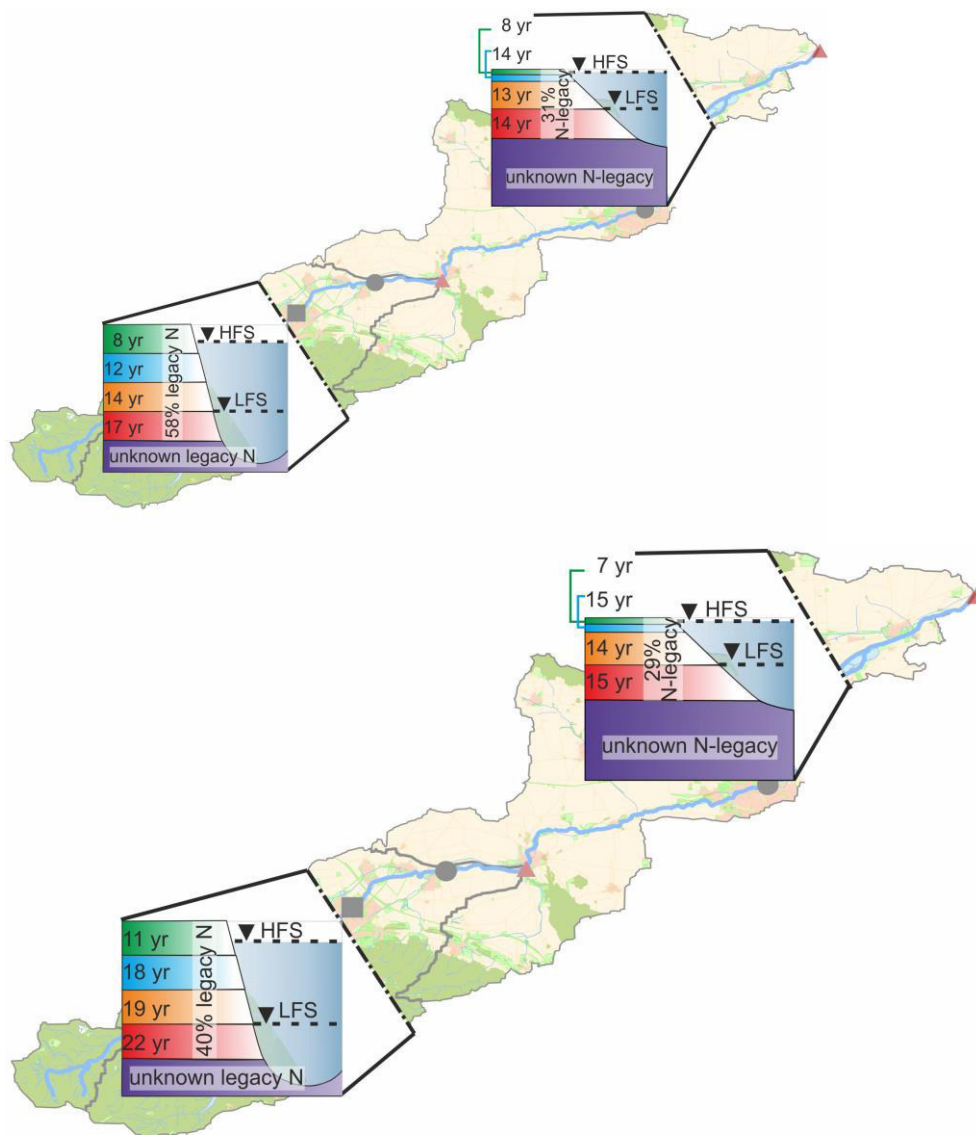 8 yr
14 yr
HFS
13 yr
LFS
14 yr
31%
N-legacy
unknown N-legacy
8 yr
HFS
12 yr
14 yr
LFS
17 yr
58% legacy N
unknown legacy N
7 yr
15 yr
HFS
14 yr
LFS
15 yr
29%
N-legacy
unknown N-legacy
11 yr
HFS
18 yr
19 yr
LFS
22 yr
40% legacy N
unknown legacy N